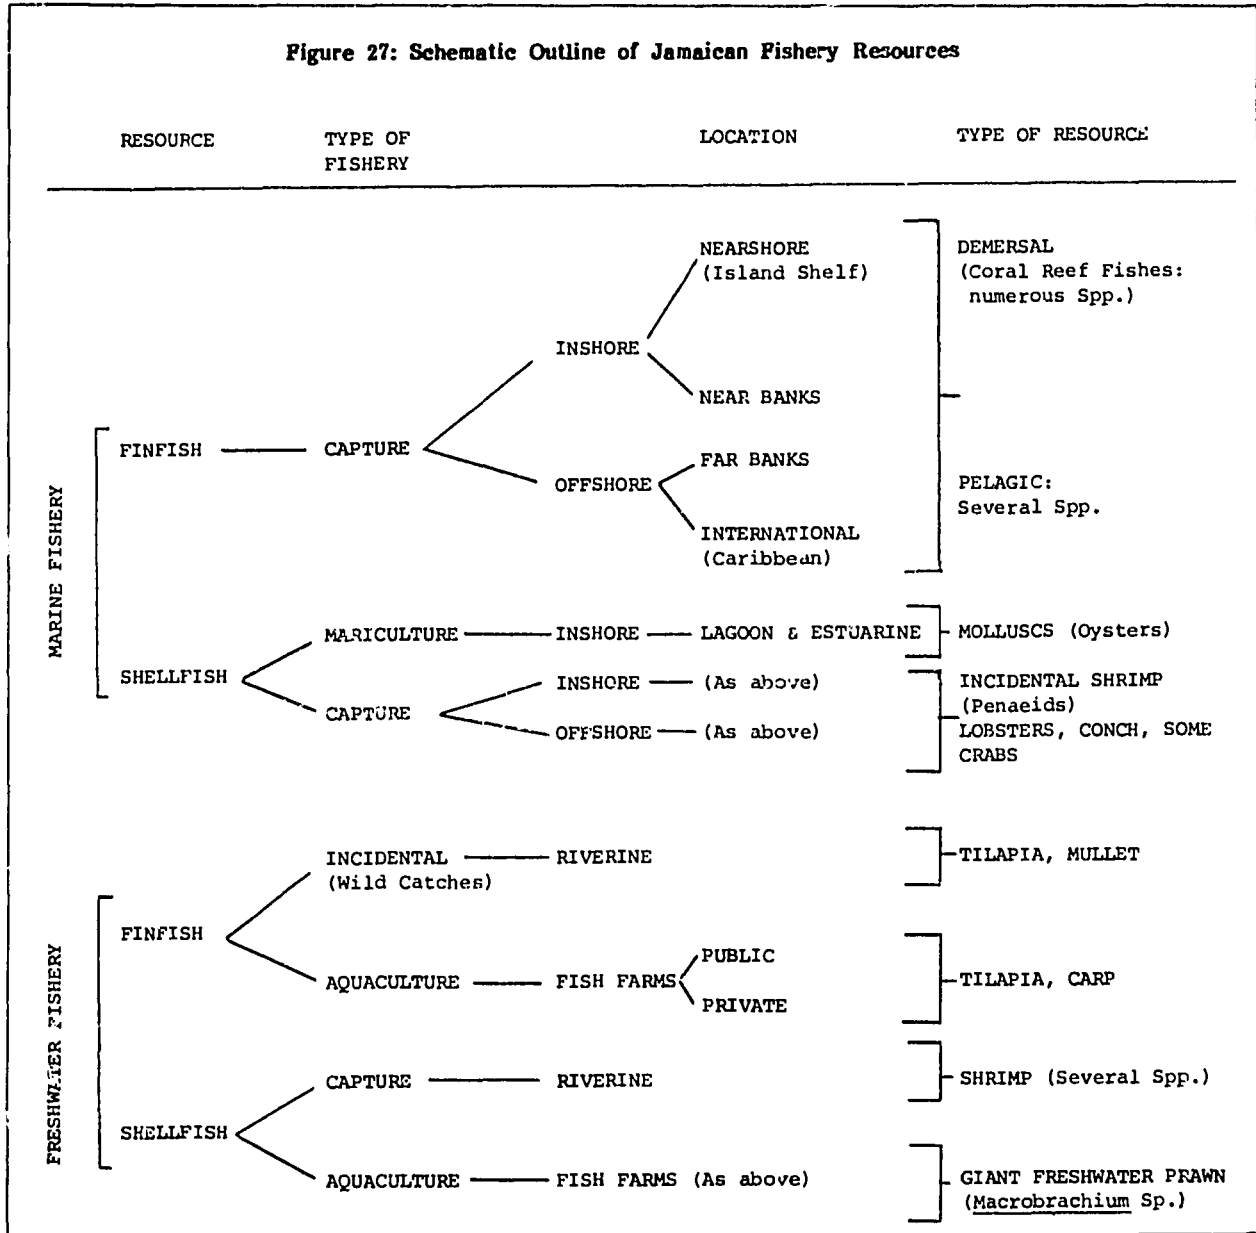 Figure 27: Schematic Outline of Jamaican Fishery Resources
RESOURCE TYPE OF FISHERY LOCATION TYPE OF RESOURCE
MARINE FISHERY
FINFISH
CAPTURE
INSHORE
NEARSHORE
(Island Shelf)
NEAR BANKS
OFFSHORE
FAR BANKS
INTERNATIONAL
(Caribbean)
DEMERSAL
(Coral Reef Fishes:
numerous Spp.)
PELAGIC:
Several Spp.
SHELLFISH
MARICULTURE
INSHORE
LAGOON & ESTUARINE
MOLLUSCS (Oysters)
CAPTURE
INSHORE
(As above)
OFFSHORE
(As above)
INCIDENTAL SHRIMP
(Penaeids)
LOBSTERS, CONCH, SOME
CRABS
FRESHWATER FISHERY
FINFISH
INCIDENTAL
(Wild Catches)
RIVERINE
TILAPIA, MULLET
AQUACULTURE
FISH FARMS
PUBLIC
PRIVATE
TILAPIA, CARP
SHELLFISH
CAPTURE
RIVERINE
SHRIMP (Several Spp.)
AQUACULTURE
FISH FARMS (As above)
GIANT FRESHWATER PRAWN
(Macrobrachium Sp.)